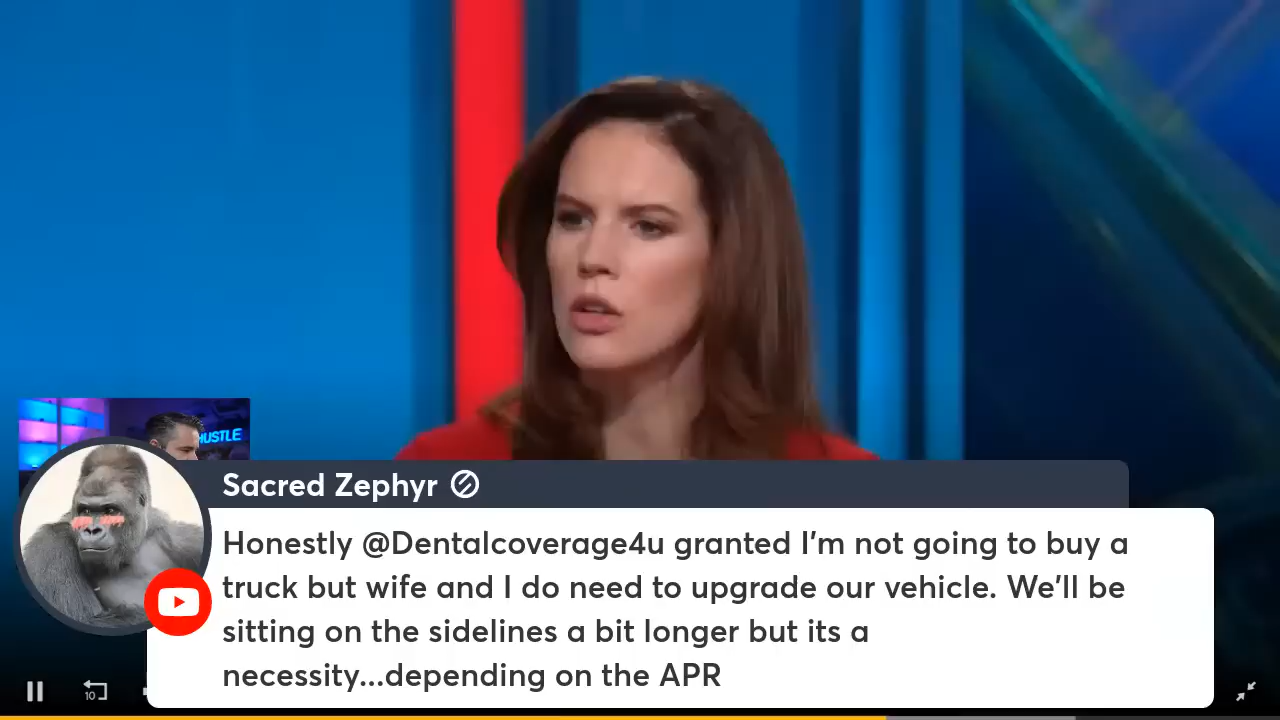 HUSTLE
Sacred Zephyr
Honestly @Dentalcoverage4u granted I'm not going to buy a
truck but wife and I do need to upgrade our vehicle. We'll be
sitting on the sidelines a bit longer but its a
necessity...depending on the APR
10